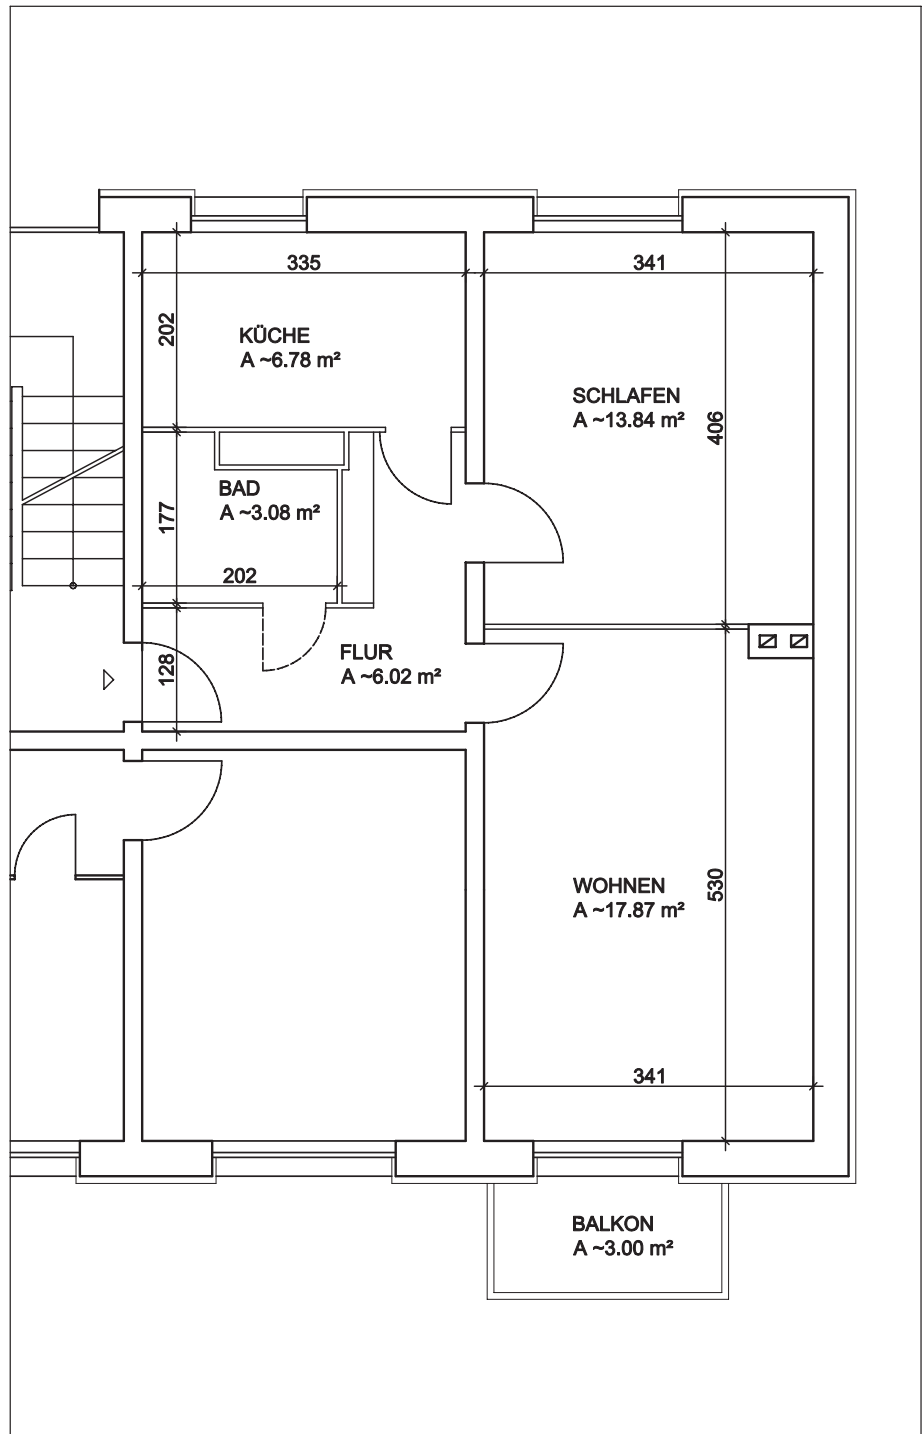 335
341
202
KÜCHE
A ~6.78 m²
SCHLAFEN
A ~13.84 m²
406
BAD
A ~3.08 m²
177
202
FLUR
A ~6.02 m²
128
WOHNEN
A ~17.87 m²
530
341
BALKON
A ~3.00 m²